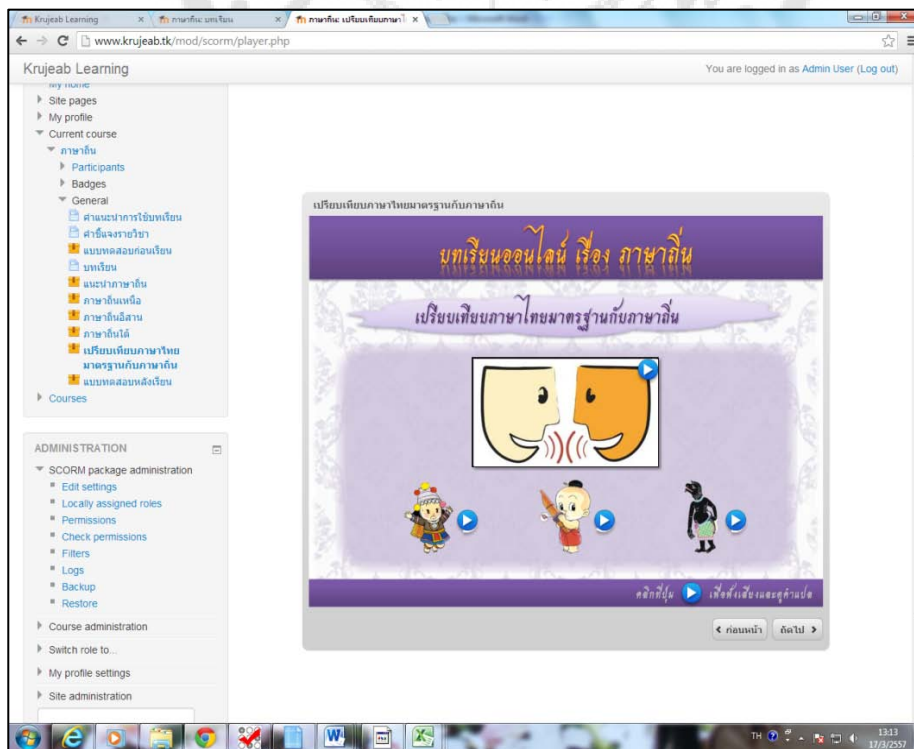 Krujeab Learning
ภาษาถิ่น: บทเรียน
ภาษาถิ่น: เปรียบเทียบภาษาไ
www.krujeab.tk/mod/scorm/player.php
Krujeab Learning
You are logged in as Admin User (Log out)
My home
Site pages
My profile
Current course
ภาษาถิ่น
Participants
Badges
General
คำแนะนำการใช้บทเรียน
คำชี้แจงรายวิชา
แบบทดสอบก่อนเรียน
บทเรียน
แนะนำภาษาถิ่น
ภาษาถิ่นเหนือ
ภาษาถิ่นอีสาน
ภาษาถิ่นใต้
เปรียบเทียบภาษาไทย
มาตรฐานกับภาษาถิ่น
แบบทดสอบหลังเรียน
Courses
ADMINISTRATION
SCORM package administration
Edit settings
Locally assigned roles
Permissions
Check permissions
Filters
Logs
Backup
Restore
Course administration
Switch role to...
My profile settings
Site administration
เปรียบเทียบภาษาไทยมาตรฐานกับภาษาถิ่น
บทเรียนออนไลน์ เรื่อง ภาษาถิ่น
เปรียบเทียบภาษาไทยมาตรฐานกับภาษาถิ่น
คลิกที่ปุ่ม เพื่อฟังเสียงและดูคำแปล
ก่อนหน้า ถัดไป
TH
13:13
17/3/2557